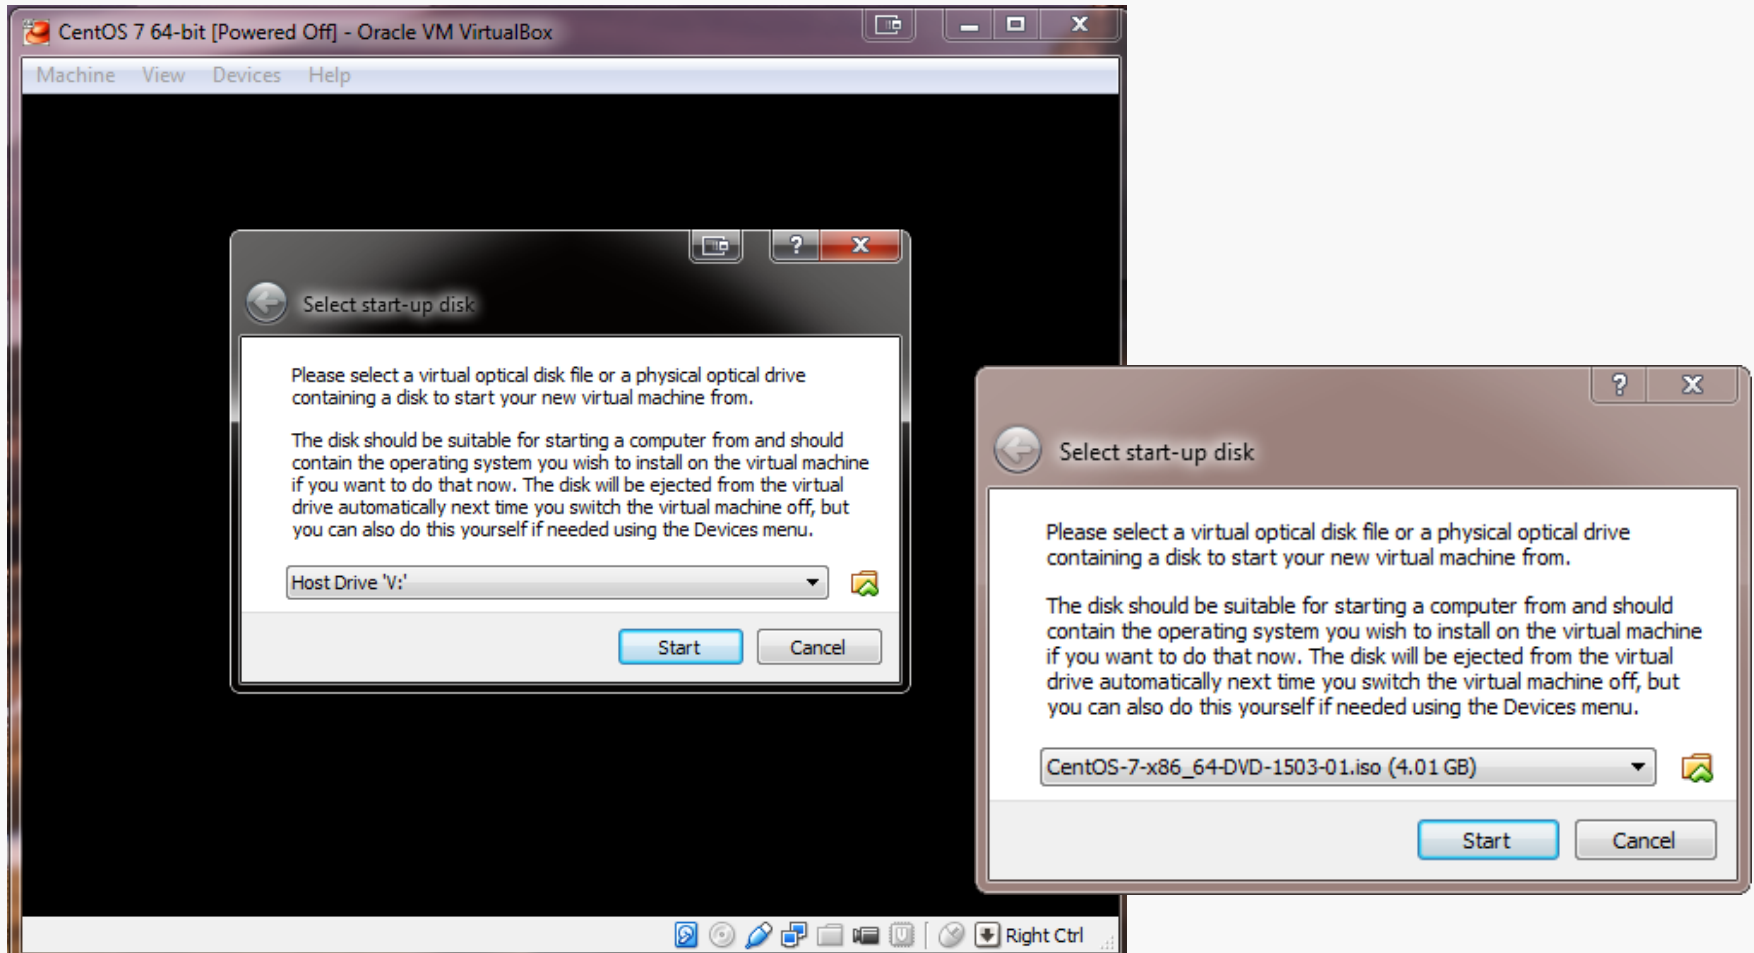 CentOS 7 64-bit [Powered Off] - Oracle VM VirtualBox
Machine View Devices Help
Select start-up disk
Please select a virtual optical disk file or a physical optical drive
containing a disk to start your new virtual machine from.
The disk should be suitable for starting a computer from and should
contain the operating system you wish to install on the virtual machine
if you want to do that now. The disk will be ejected from the virtual
drive automatically next time you switch the virtual machine off, but
you can also do this yourself if needed using the Devices menu.
Host Drive 'V:'
Start Cancel
Select start-up disk
Please select a virtual optical disk file or a physical optical drive
containing a disk to start your new virtual machine from.
The disk should be suitable for starting a computer from and should
contain the operating system you wish to install on the virtual machine
if you want to do that now. The disk will be ejected from the virtual
drive automatically next time you switch the virtual machine off, but
you can also do this yourself if needed using the Devices menu.
CentOS-7-x86_64-DVD-1503-01.iso (4.01 GB)
Start Cancel
Right Ctrl